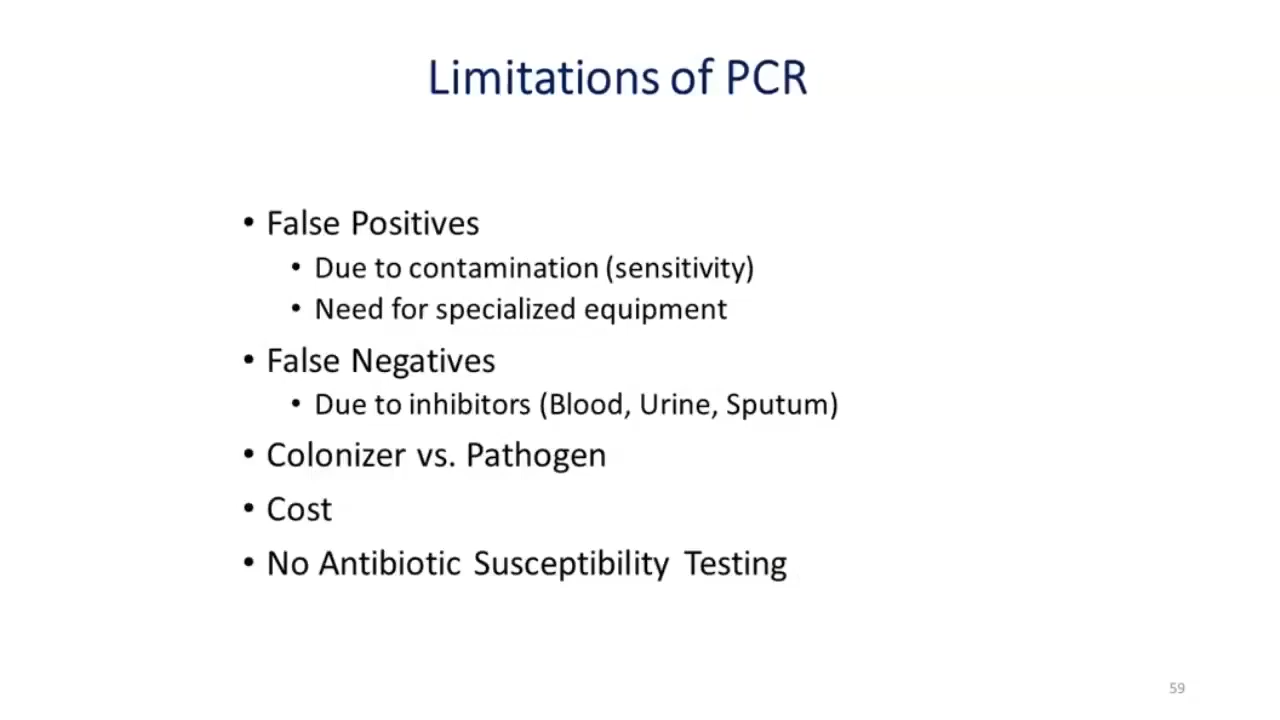 Limitations of PCR
• False Positives
• Due to contamination (sensitivity)
• Need for specialized equipment
• False Negatives
• Due to inhibitors (Blood, Urine, Sputum)
• Colonizer vs. Pathogen
• Cost
• No Antibiotic Susceptibility Testing
59